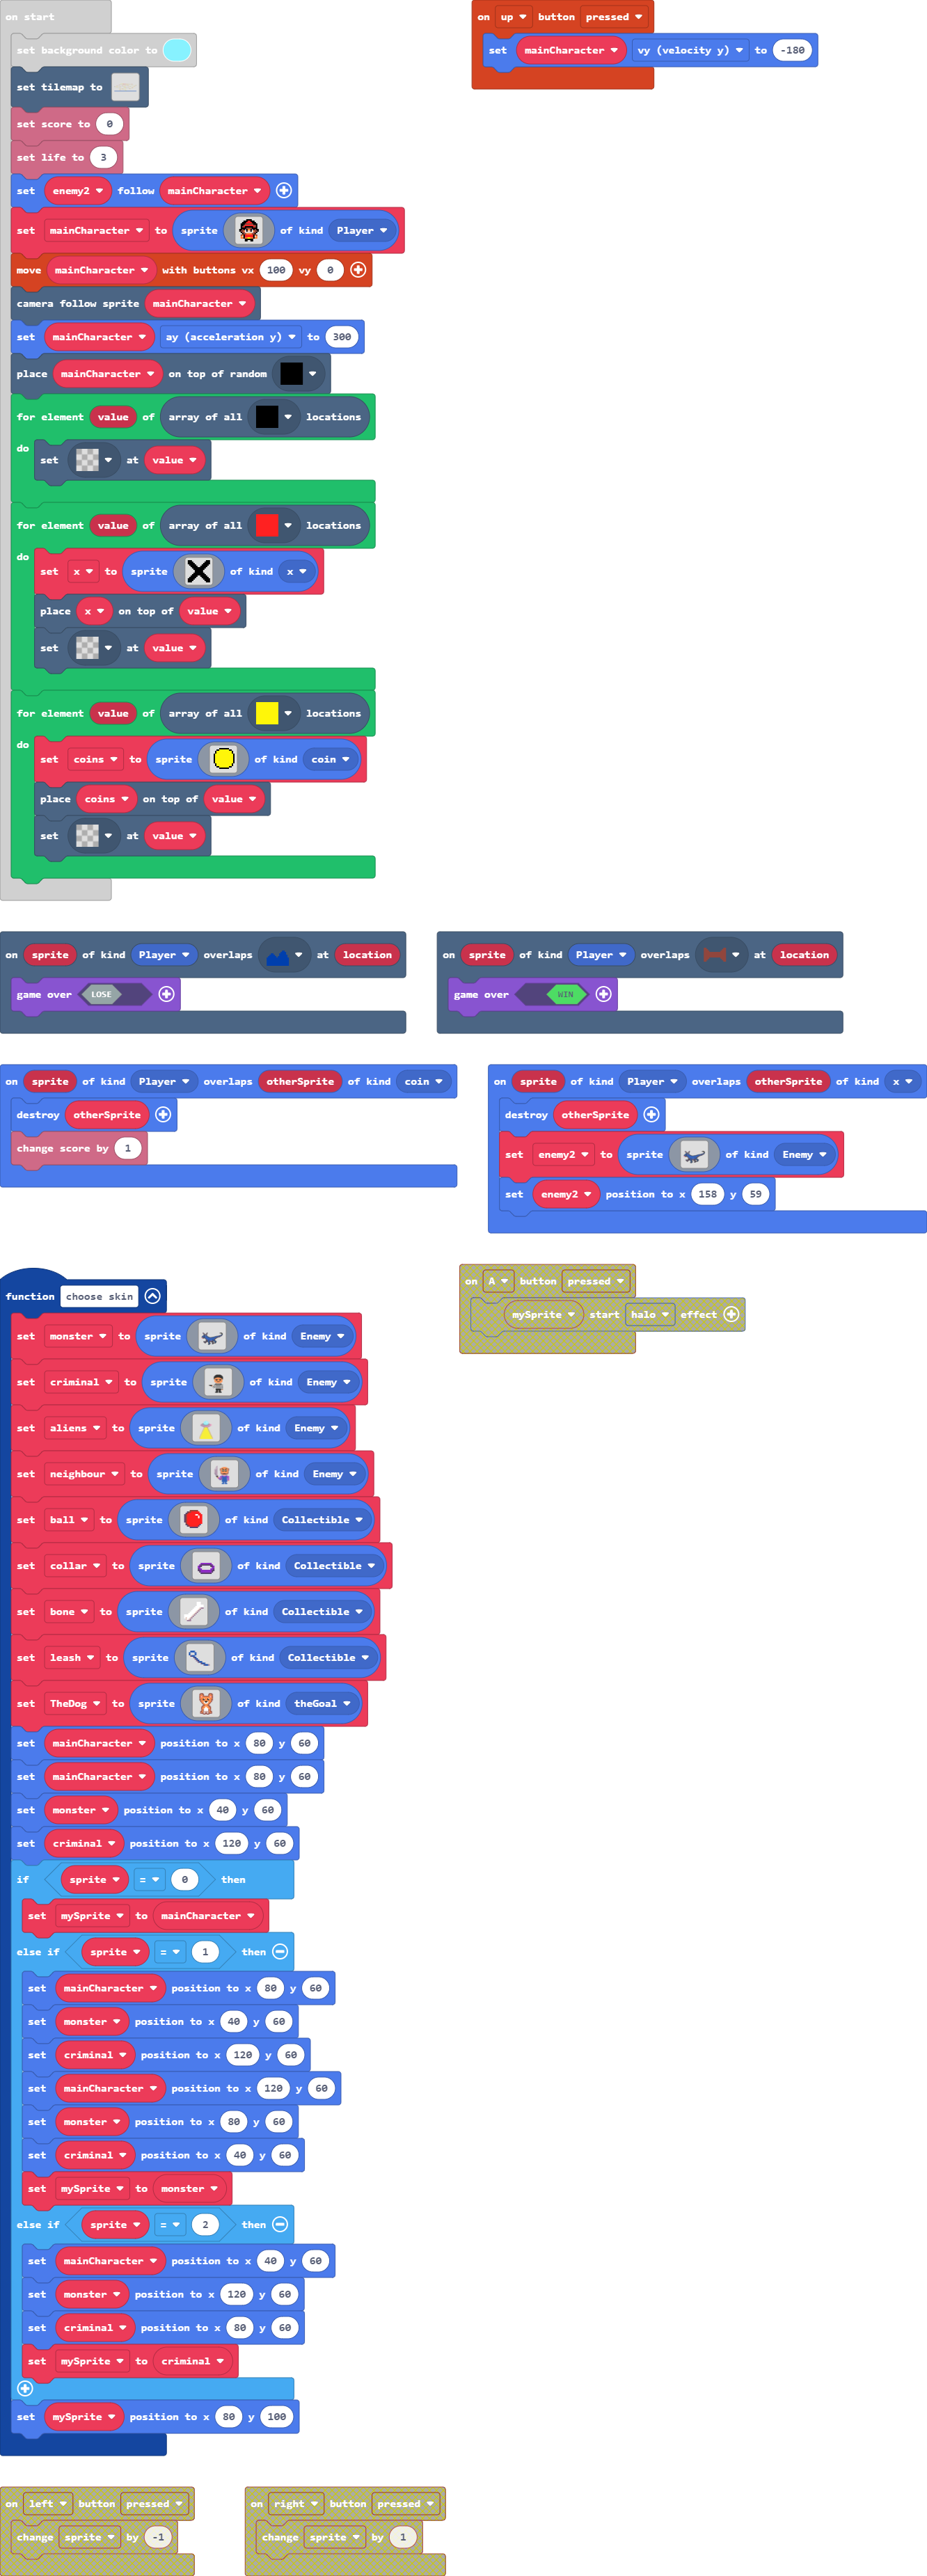 on start
on up button pressed
set background color to
set mainCharacter vy (velocity y) to -180
set tilemap to
set score to 0
set life to 3
set enemy2 follow mainCharacter
set mainCharacter to sprite of kind Player
move mainCharacter with buttons vx 100 vy 0
camera follow sprite mainCharacter
set mainCharacter ay (acceleration y) to 300
place mainCharacter on top of random
for element value of array of all locations
do
set at value
for element value of array of all locations
do
set x to sprite of kind x
place x on top of value
set at value
for element value of array of all locations
do
set coins to sprite of kind coin
place coins on top of value
set at value
on sprite of kind Player overlaps at location
game over LOSE
on sprite of kind Player overlaps at location
game over WIN
on sprite of kind Player overlaps otherSprite of kind coin
destroy otherSprite
change score by 1
on sprite of kind Player overlaps otherSprite of kind x
destroy otherSprite
set enemy2 to sprite of kind Enemy
set enemy2 position to x 158 y 59
function choose skin
on A button pressed
mySprite start halo effect
set monster to sprite of kind Enemy
set criminal to sprite of kind Enemy
set aliens to sprite of kind Enemy
set neighbour to sprite of kind Enemy
set ball to sprite of kind Collectible
set collar to sprite of kind Collectible
set bone to sprite of kind Collectible
set leash to sprite of kind Collectible
set TheDog to sprite of kind theGoal
set mainCharacter position to x 80 y 60
set mainCharacter position to x 80 y 60
set monster position to x 40 y 60
set criminal position to x 120 y 60
if sprite = 0 then
set mySprite to mainCharacter
else if sprite = 1 then
set mainCharacter position to x 80 y 60
set monster position to x 40 y 60
set criminal position to x 120 y 60
set mainCharacter position to x 120 y 60
set monster position to x 80 y 60
set criminal position to x 40 y 60
set mySprite to monster
else if sprite = 2 then
set mainCharacter position to x 40 y 60
set monster position to x 120 y 60
set criminal position to x 80 y 60
set mySprite to criminal
set mySprite position to x 80 y 100
on left button pressed
change sprite by -1
on right button pressed
change sprite by 1